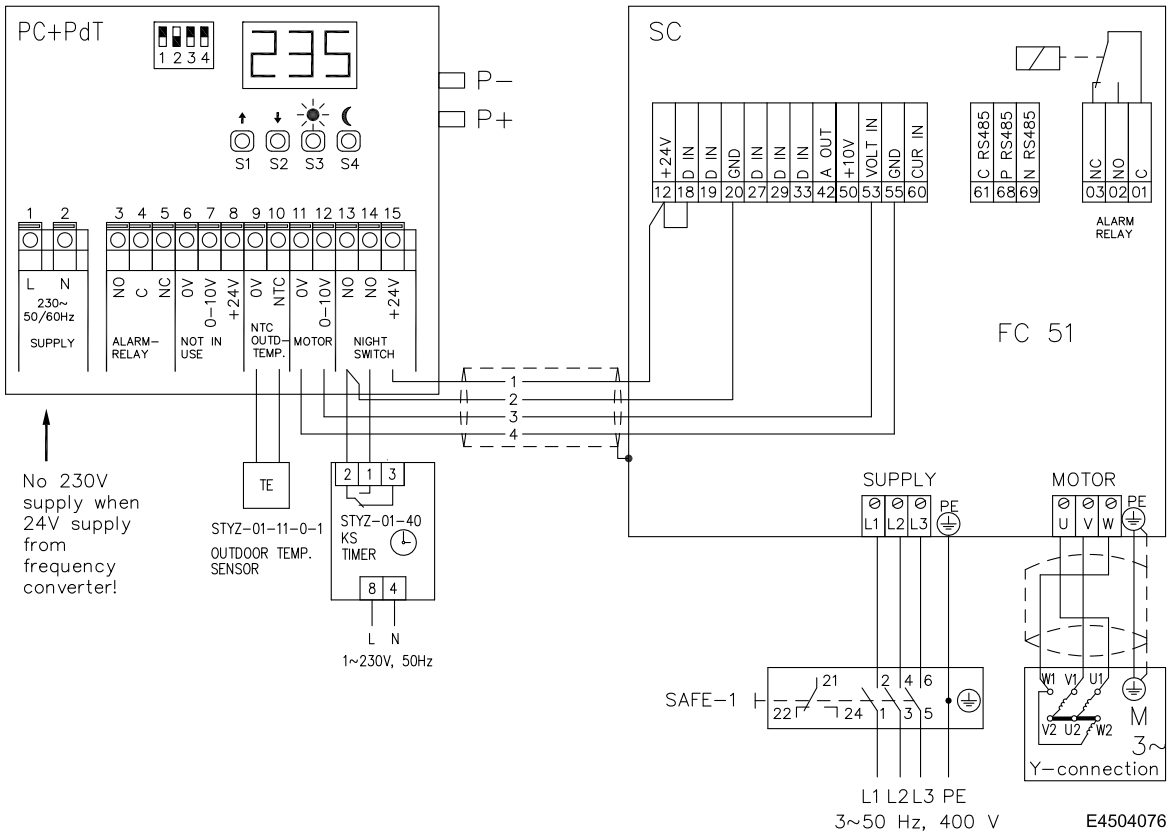 PC+PdT
1 2 3 4
235
P-
P+
S1 S2 S3 S4
1 2 3 4 5 6 7 8 9 10 11 12 13 14 15
L N
230~
50/60Hz
SUPPLY
NO C NC
ALARM-
RELAY
0V 0-10V +24V
NOT IN
USE
0V NTC
NTC
OUTD-
TEMP.
0V 0-10V
MOTOR
NO NO +24V
NIGHT
SWITCH
1
2
3
4
No 230V
supply when
24V supply
from
frequency
converter!
TE
STYZ-01-11-0-1
OUTDOOR TEMP.
SENSOR
2 1 3
STYZ-01-40
KS
TIMER
8 4
L N
1~230V, 50Hz
SC
+24V D IN D IN GND D IN D IN D IN A OUT +10V VOLT IN GND CUR IN
12 18 19 20 27 29 33 42 50 53 55 60
C RS485 P RS485 N RS485
61 68 69
NC NO C
03 02 01
ALARM
RELAY
FC 51
SUPPLY
L1 L2 L3 PE
MOTOR
U V W PE
SAFE-1
21 2 4 6
22 24 1 3 5
L1 L2 L3 PE
3~50 Hz, 400 V
W1 V1 U1
V2 U2 W2
M
3~
Y-connection
E4504076